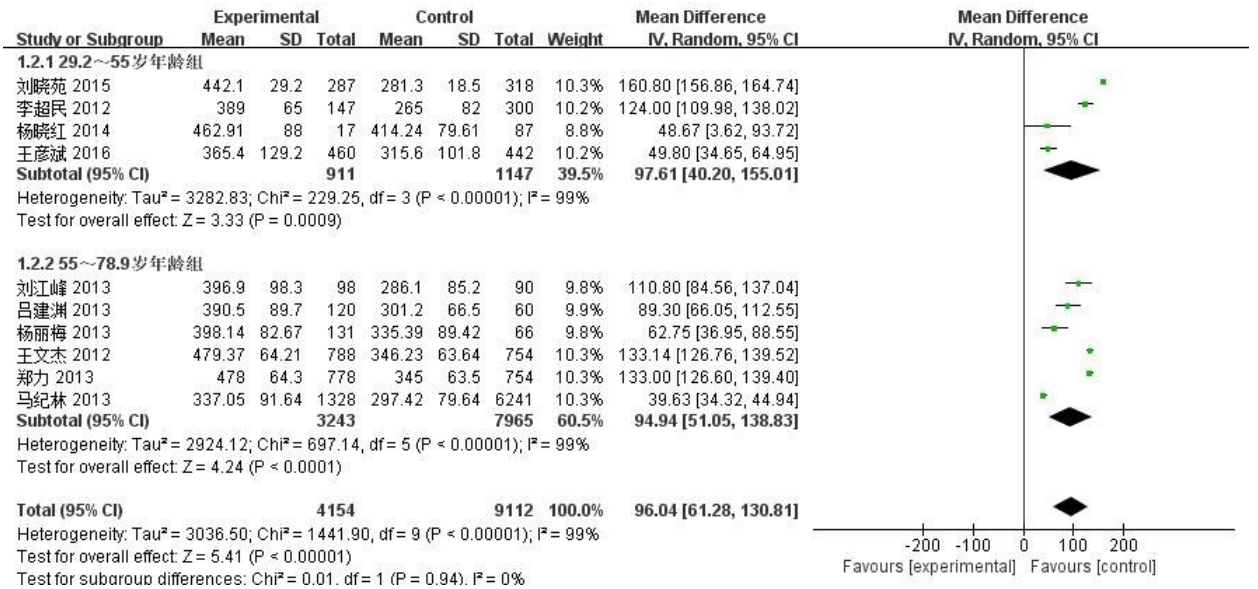 Experimental Control Mean Difference Mean Difference
Study or Subgroup Mean SD Total Mean SD Total Weight IV, Random, 95% CI IV, Random, 95% CI
1.2.1 29.2～55岁年龄组
刘晓苑 2015 442.1 29.2 287 281.3 18.5 318 10.3% 160.80 [156.86, 164.74]
李超民 2012 389 65 147 265 82 300 10.2% 124.00 [109.98, 138.02]
杨晓红 2014 462.91 88 17 414.24 79.61 87 8.8% 48.67 [3.62, 93.72]
王彦斌 2016 365.4 129.2 460 315.6 101.8 442 10.2% 49.80 [34.65, 64.95]
Subtotal (95% CI) 911 1147 39.5% 97.61 [40.20, 155.01]
Heterogeneity: Tau² = 3282.83; Chi² = 229.25, df = 3 (P < 0.00001); I² = 99%
Test for overall effect: Z = 3.33 (P = 0.0009)
1.2.2 55～78.9岁年龄组
刘江峰 2013 396.9 98.3 98 286.1 85.2 90 9.8% 110.80 [84.56, 137.04]
吕建渊 2013 390.5 89.7 120 301.2 66.5 60 9.9% 89.30 [66.05, 112.55]
杨丽梅 2013 398.14 82.67 131 335.39 89.42 66 9.8% 62.75 [36.95, 88.55]
王文杰 2012 479.37 64.21 788 346.23 63.64 754 10.3% 133.14 [126.76, 139.52]
郑力 2013 478 64.3 778 345 63.5 754 10.3% 133.00 [126.60, 139.40]
马纪林 2013 337.05 91.64 1328 297.42 79.64 6241 10.3% 39.63 [34.32, 44.94]
Subtotal (95% CI) 3243 7965 60.5% 94.94 [51.05, 138.83]
Heterogeneity: Tau² = 2924.12; Chi² = 697.14, df = 5 (P < 0.00001); I² = 99%
Test for overall effect: Z = 4.24 (P < 0.0001)
Total (95% CI) 4154 9112 100.0% 96.04 [61.28, 130.81]
Heterogeneity: Tau² = 3036.50; Chi² = 1441.90, df = 9 (P < 0.00001); I² = 99%
Test for overall effect: Z = 5.41 (P < 0.00001)
Test for subgroup differences: Chi² = 0.01, df = 1 (P = 0.94), I² = 0%
-200 -100 0 100 200
Favours [experimental] Favours [control]